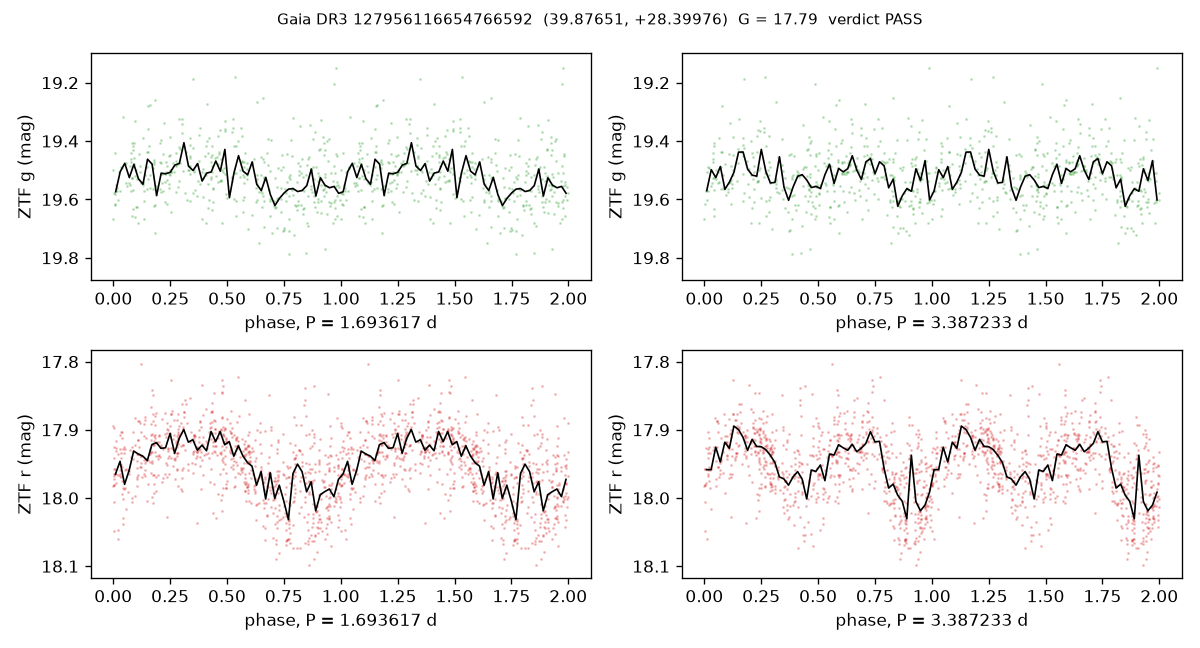 Gaia DR3 127956116654766592 (39.87651, +28.39976) G = 17.79 verdict PASS
ZTF g (mag)
19.2
19.4
19.6
19.8
0.00 0.25 0.50 0.75 1.00 1.25 1.50 1.75 2.00
phase, P = 1.693617 d
ZTF g (mag)
19.2
19.4
19.6
19.8
0.00 0.25 0.50 0.75 1.00 1.25 1.50 1.75 2.00
phase, P = 3.387233 d
ZTF r (mag)
17.8
17.9
18.0
18.1
0.00 0.25 0.50 0.75 1.00 1.25 1.50 1.75 2.00
phase, P = 1.693617 d
ZTF r (mag)
17.8
17.9
18.0
18.1
0.00 0.25 0.50 0.75 1.00 1.25 1.50 1.75 2.00
phase, P = 3.387233 d